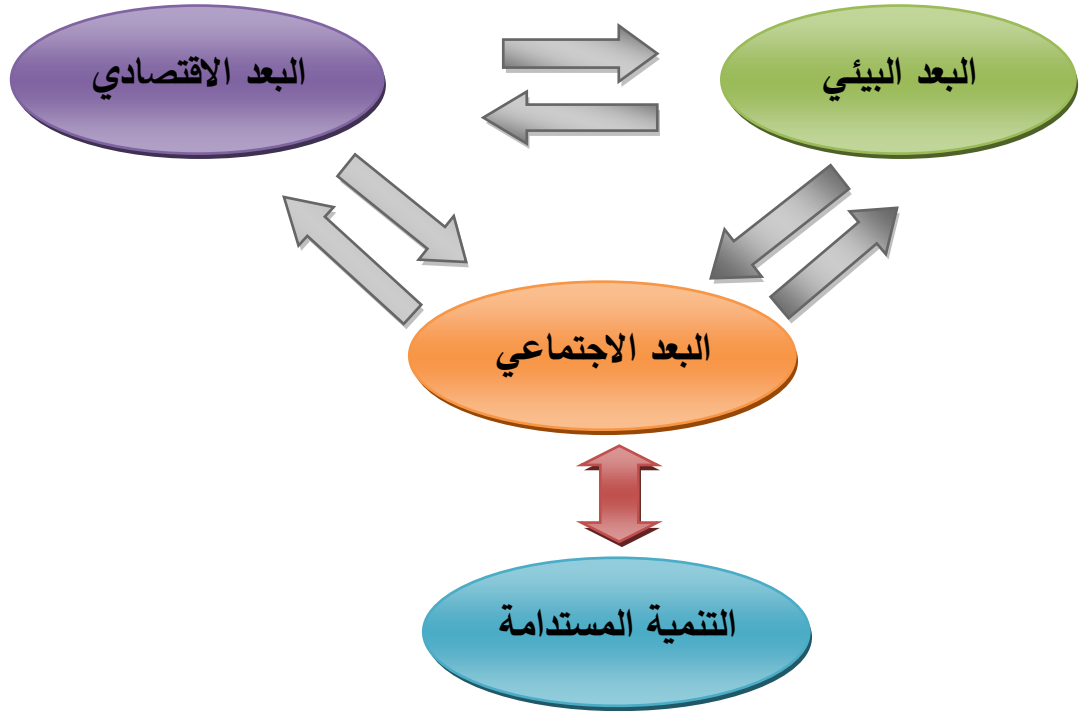 البعد البيئي
البعد الاقتصادي
البعد الاجتماعي
التنمية المستدامة